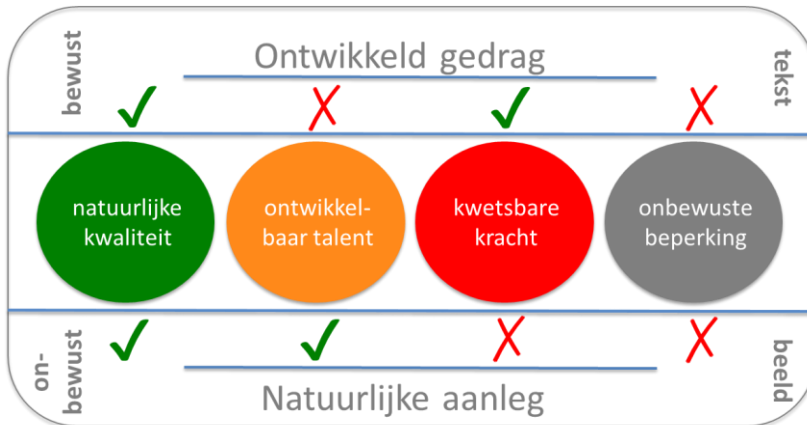 bewust
Ontwikkeld gedrag
tekst
natuurlijke
kwaliteit
ontwikkel-
baar talent
kwetsbare
kracht
onbewuste
beperking
on-
bewust
Natuurlijke aanleg
beeld